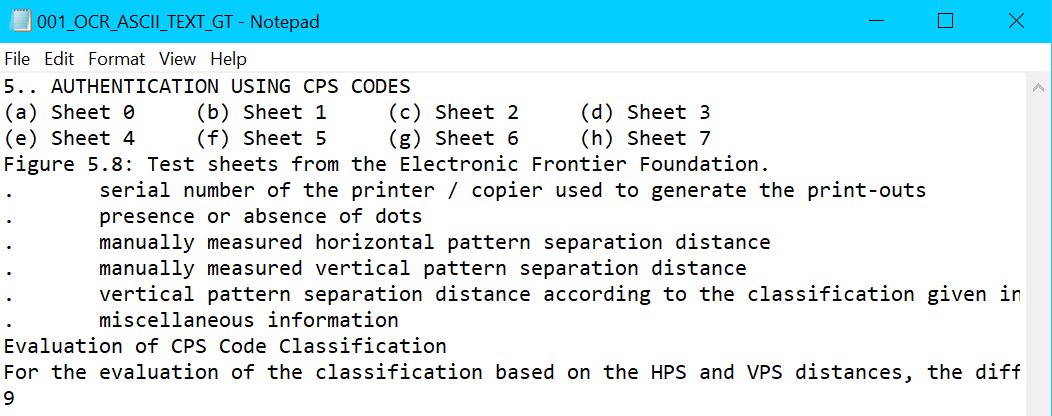 001_OCR_ASCII_TEXT_GT - Notepad
File Edit Format View Help
5.. AUTHENTICATION USING CPS CODES
(a) Sheet 0 (b) Sheet 1 (c) Sheet 2 (d) Sheet 3
(e) Sheet 4 (f) Sheet 5 (g) Sheet 6 (h) Sheet 7
Figure 5.8: Test sheets from the Electronic Frontier Foundation.
. serial number of the printer / copier used to generate the print-outs
. presence or absence of dots
. manually measured horizontal pattern separation distance
. manually measured vertical pattern separation distance
. vertical pattern separation distance according to the classification given in
. miscellaneous information
Evaluation of CPS Code Classification
For the evaluation of the classification based on the HPS and VPS distances, the diff
9